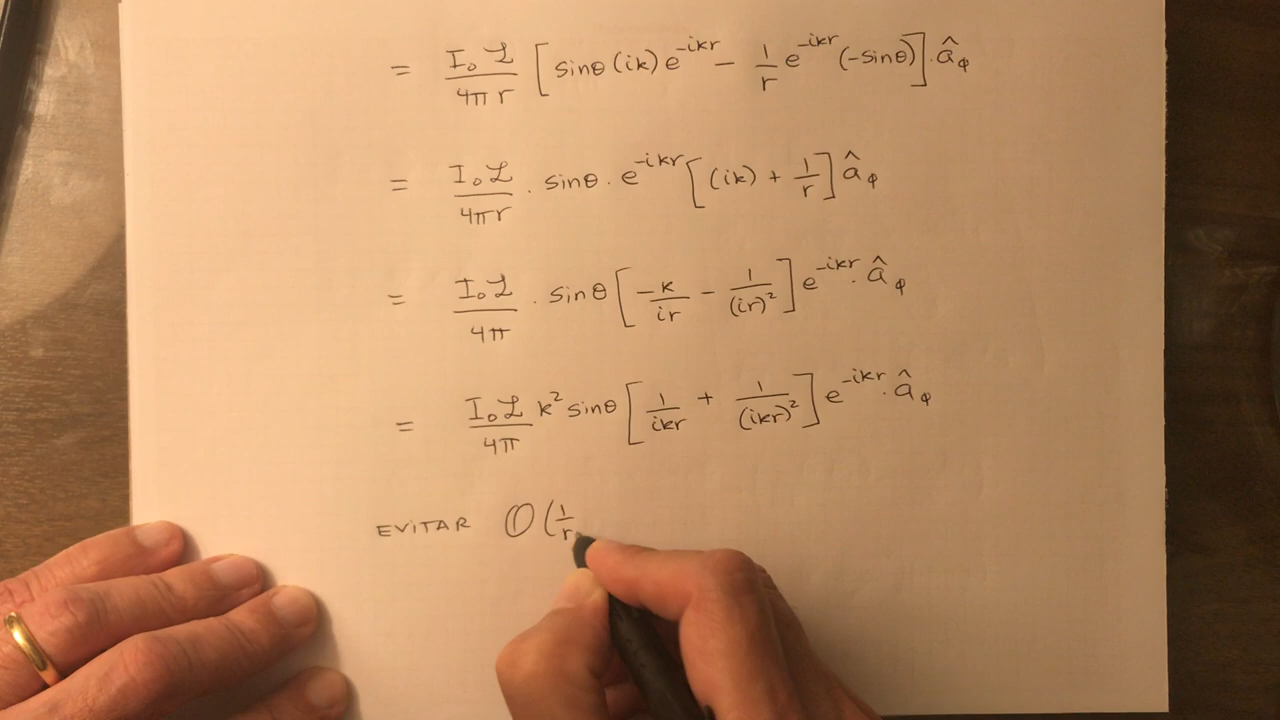 = I₀ℒ/4πr [sinθ(ik)e^{-ikr} - 1/r e^{-ikr}(-sinθ)]·â_φ
= I₀ℒ/4πr · sinθ · e^{-ikr}[(ik) + 1/r] â_φ
= I₀ℒ/4π · sinθ[-k/ir - 1/(ir)²] e^{-ikr}·â_φ
= I₀ℒ/4π k² sinθ[1/ikr + 1/(ikr)²] e^{-ikr}·â_φ
EVITAR O(1/r